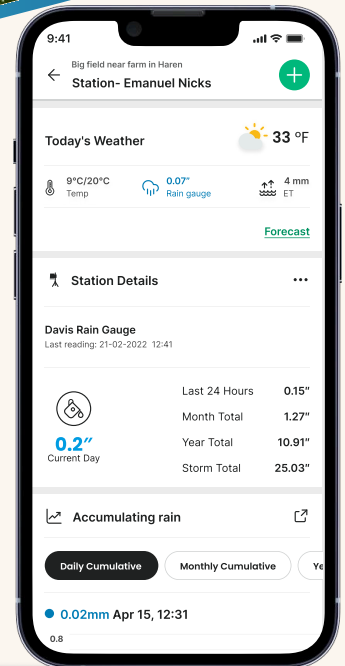 9:41
Big field near farm in Haren
Station- Emanuel Nicks
Today's Weather
33 °F
9°C/20°C
Temp
0.07″
Rain gauge
4 mm
ET
Forecast
Station Details
Davis Rain Gauge
Last reading: 21-02-2022 12:41
0.2″
Current Day
Last 24 Hours 0.15″
Month Total 1.27″
Year Total 10.91″
Storm Total 25.03″
Accumulating rain
Daily Cumulative
Monthly Cumulative
Ye
0.02mm Apr 15, 12:31
0.8